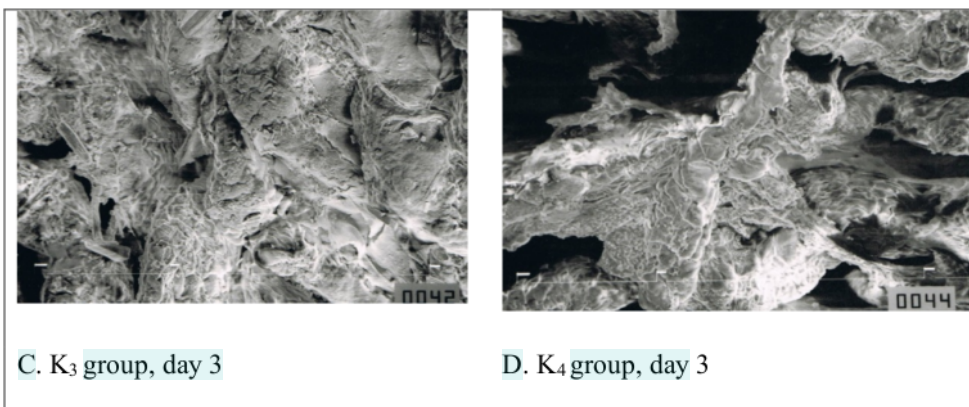 0042
0044
C. K₃ group, day 3
D. K₄ group, day 3